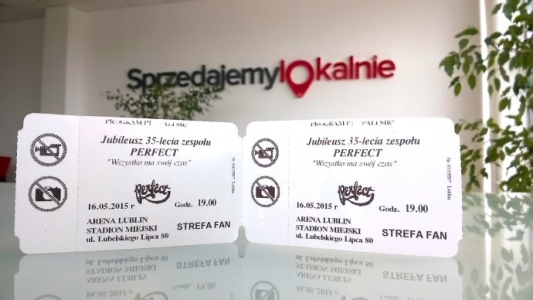 Sprzedajemylokalnie
Jubileusz 35-lecia zespołu
PERFECT
"Wszystko ma swój czas"
perfect
16.05.2015 r Godz. 19.00
ARENA LUBLIN
STADION MIEJSKI
ul. Lubelskiego Lipca 80
STREFA FAN
Jubileusz 35-lecia zespołu
PERFECT
"Wszystko ma swój czas"
perfect
16.05.2015 r Godz. 19.00
ARENA LUBLIN
STADION MIEJSKI
ul. Lubelskiego Lipca 80
STREFA FAN